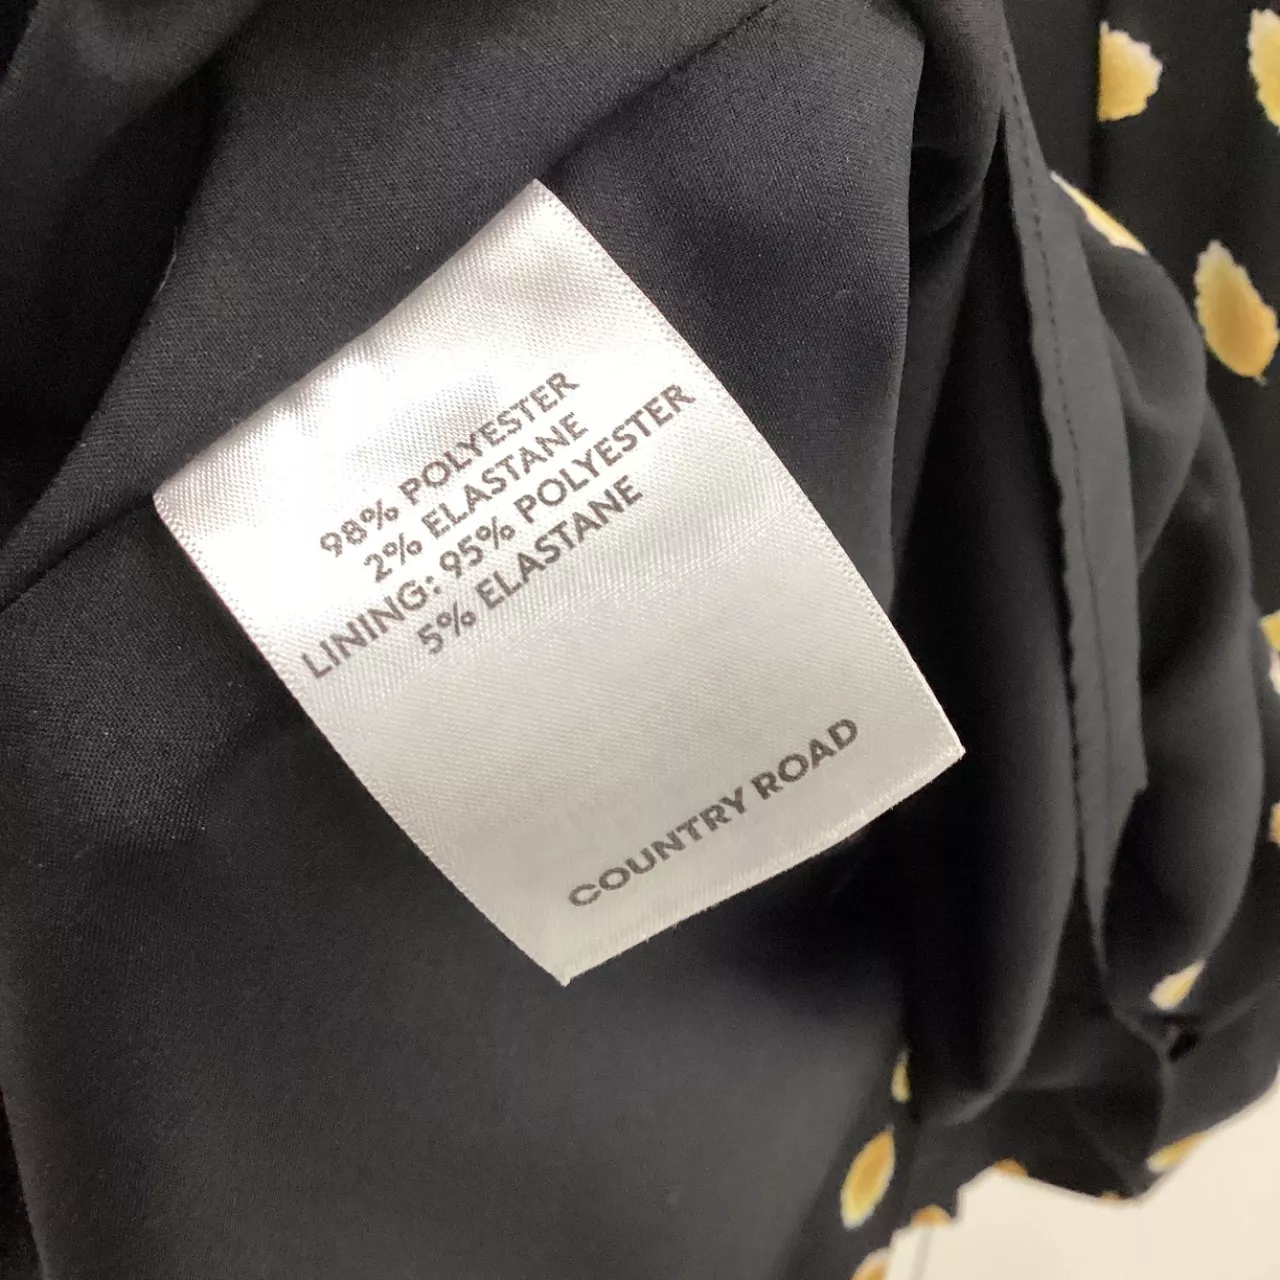 98% POLYESTER
2% ELASTANE
LINING: 95% POLYESTER
5% ELASTANE
COUNTRY ROAD